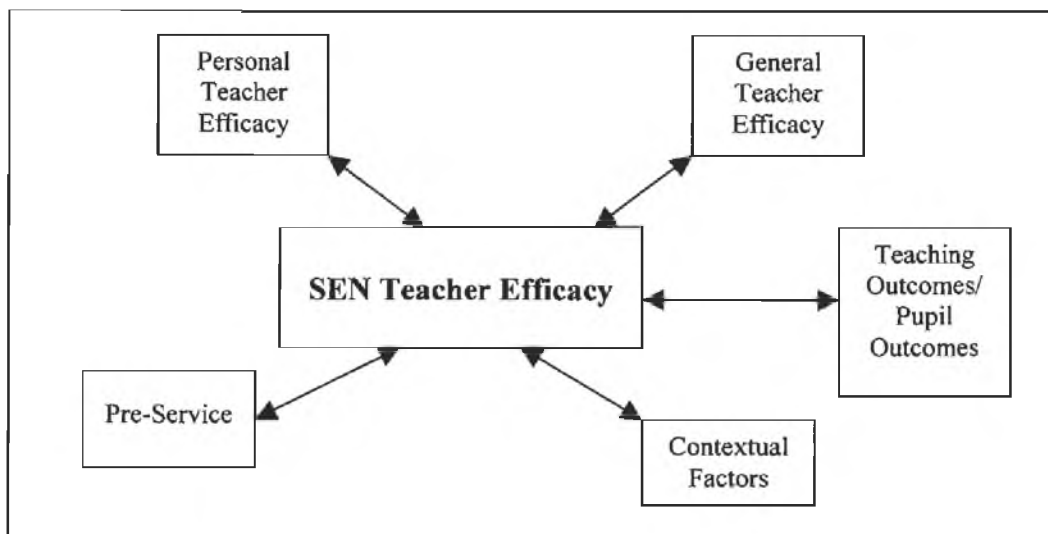 Personal
Teacher
Efficacy
General
Teacher
Efficacy
SEN Teacher Efficacy
Teaching
Outcomes/
Pupil
Outcomes
Pre-Service
Contextual
Factors